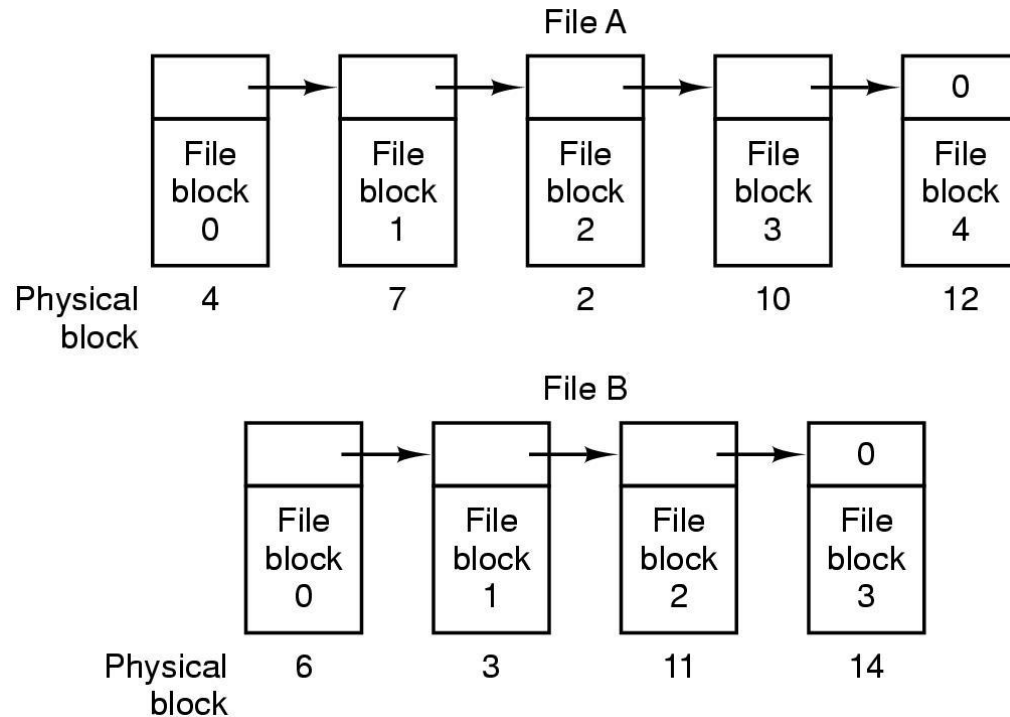 File A
0
File block 0
File block 1
File block 2
File block 3
File block 4
Physical block
4 7 2 10 12
File B
0
File block 0
File block 1
File block 2
File block 3
Physical block
6 3 11 14